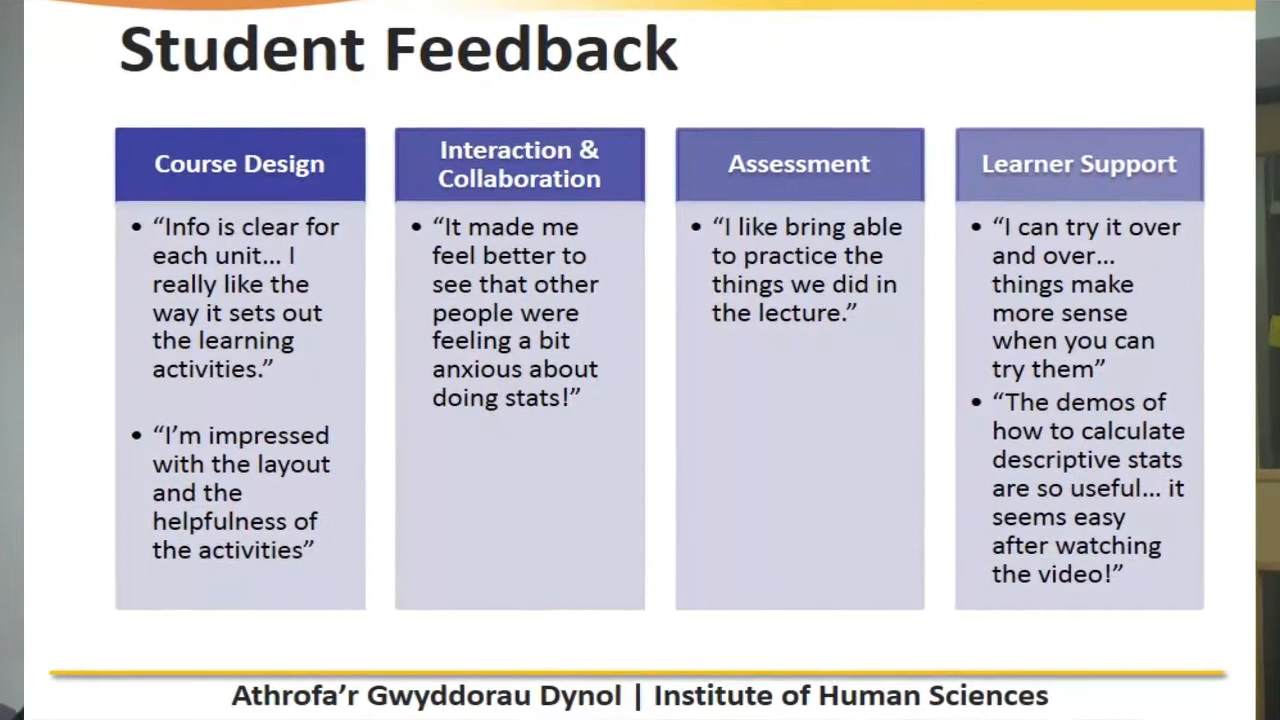 Student Feedback
Course Design
• “Info is clear for
each unit... I
really like the
way it sets out
the learning
activities.”
• “I’m impressed
with the layout
and the
helpfulness of
the activities”
Interaction &
Collaboration
• “It made me
feel better to
see that other
people were
feeling a bit
anxious about
doing stats!”
Assessment
• “I like bring able
to practice the
things we did in
the lecture.”
Learner Support
• “I can try it over
and over...
things make
more sense
when you can
try them”
• “The demos of
how to calculate
descriptive stats
are so useful... it
seems easy
after watching
the video!”
Athrofa’r Gwyddorau Dynol | Institute of Human Sciences